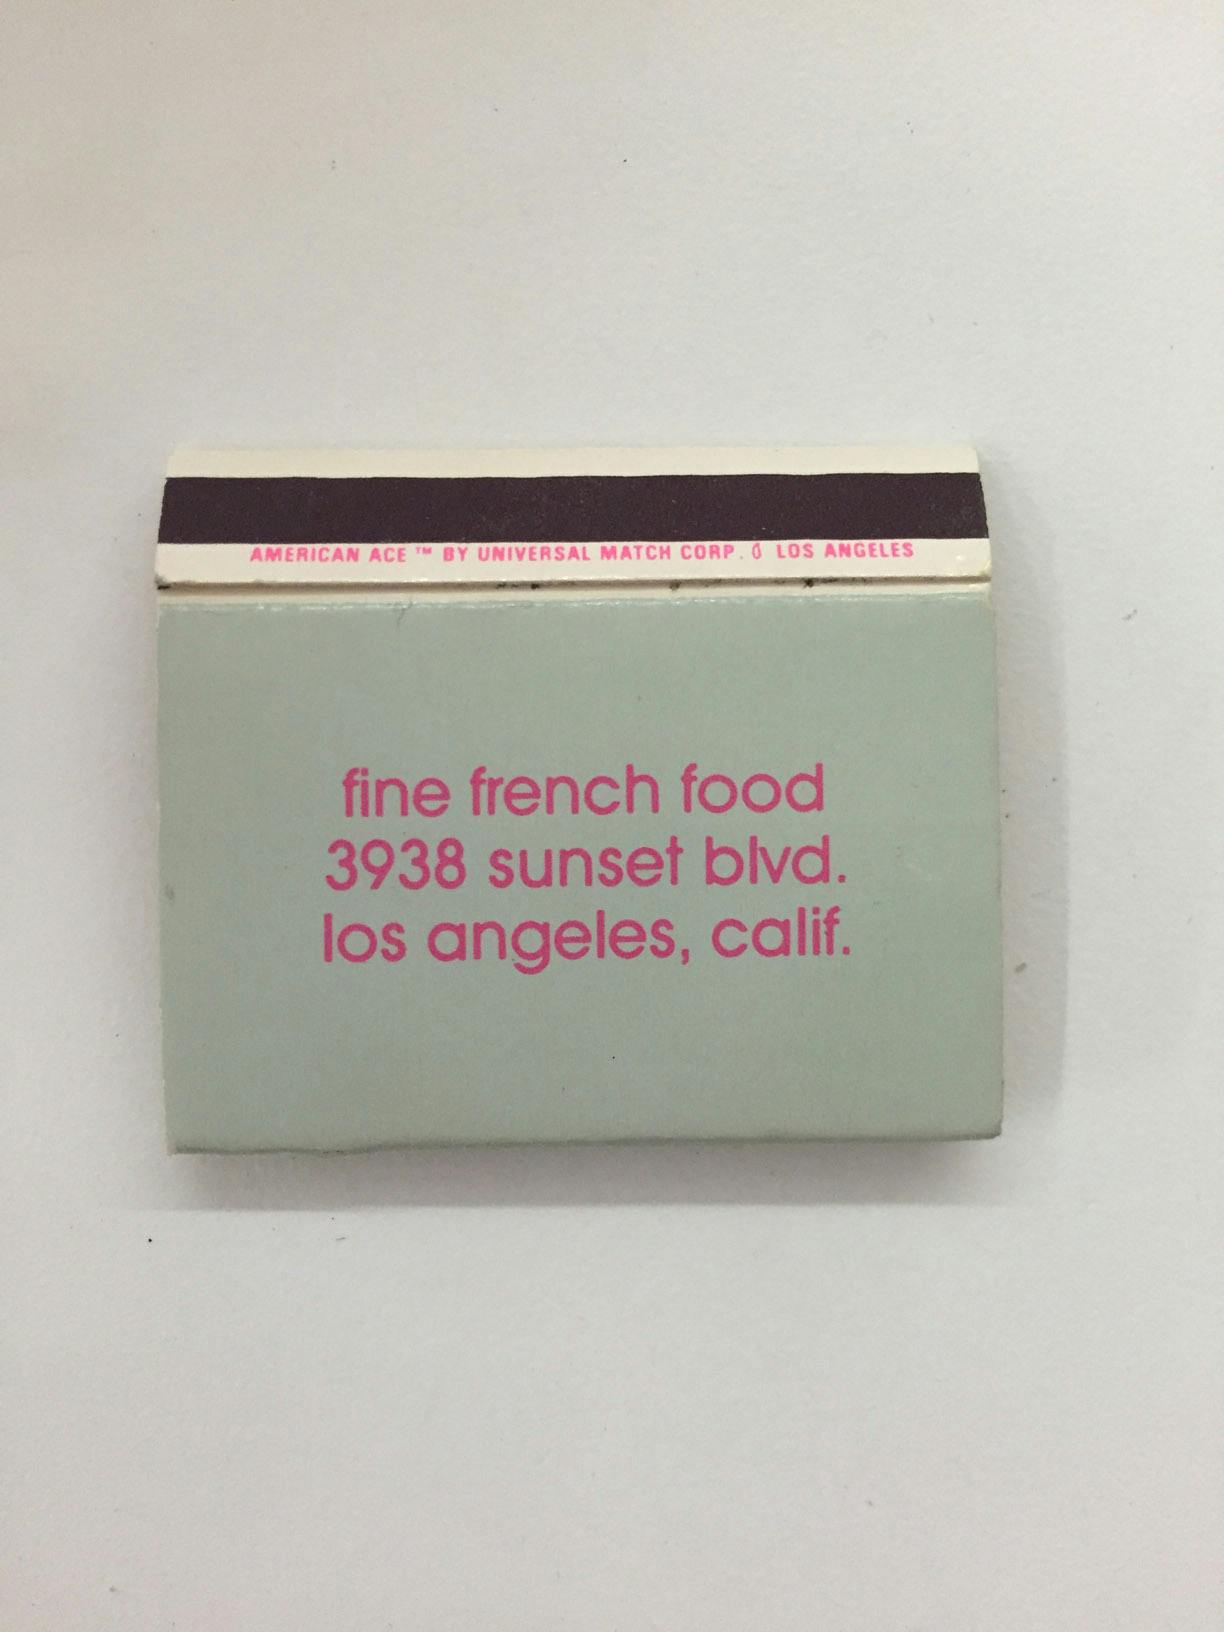 AMERICAN ACE™ BY UNIVERSAL MATCH CORP. LOS ANGELES
fine french food
3938 sunset blvd.
los angeles, calif.